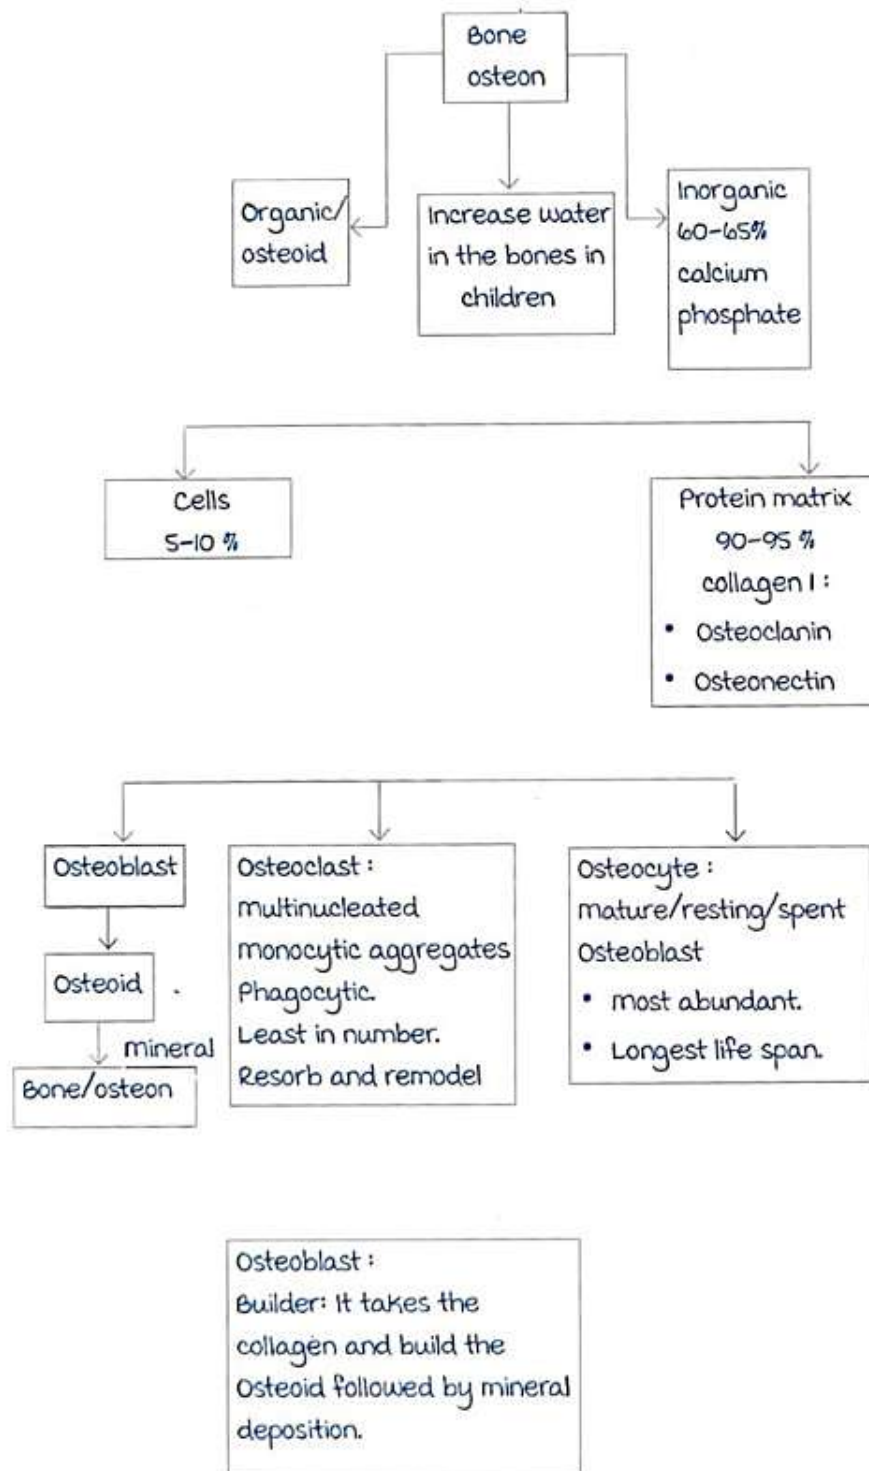 Bone
osteon
Organic/
osteoid
Increase water
in the bones in
children
Inorganic
60-65%
calcium
phosphate
Cells
5-10 %
Protein matrix
90-95 %
collagen 1 :
• Osteoclanin
• Osteonectin
Osteoblast
Osteoid
mineral
Bone/osteon
Osteoclast :
multinucleated
monocytic aggregates
Phagocytic.
Least in number.
Resorb and remodel
Osteocyte :
mature/resting/spent
Osteoblast
• most abundant.
• Longest life span.
Osteoblast :
Builder: It takes the
collagen and build the
Osteoid followed by mineral
deposition.